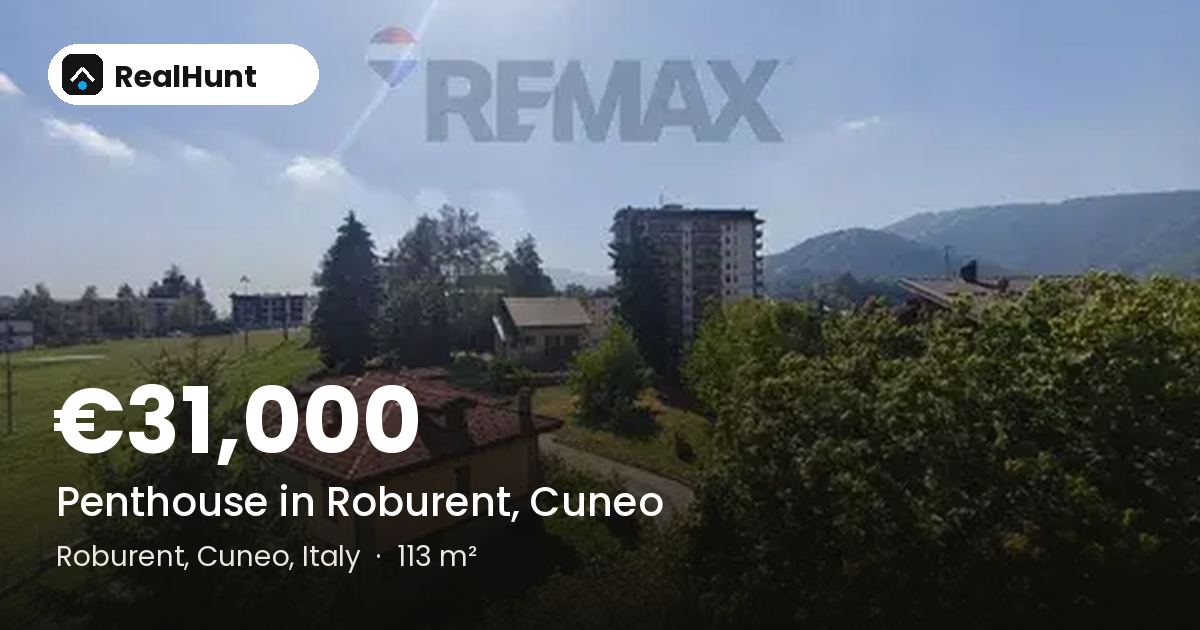 RealHunt
REMAX
€31,000
Penthouse in Roburent, Cuneo
Roburent, Cuneo, Italy · 113 m²